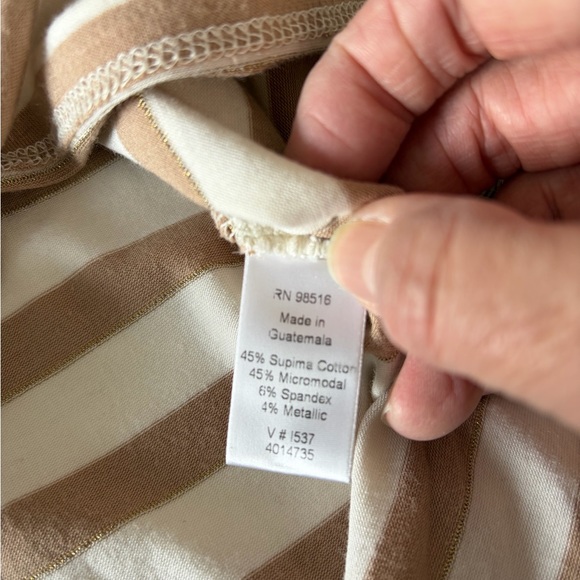 RN 98516
Made in
Guatemala
45% Supima Cotton
45% Micromodal
6% Spandex
4% Metallic
V # I537
4014735